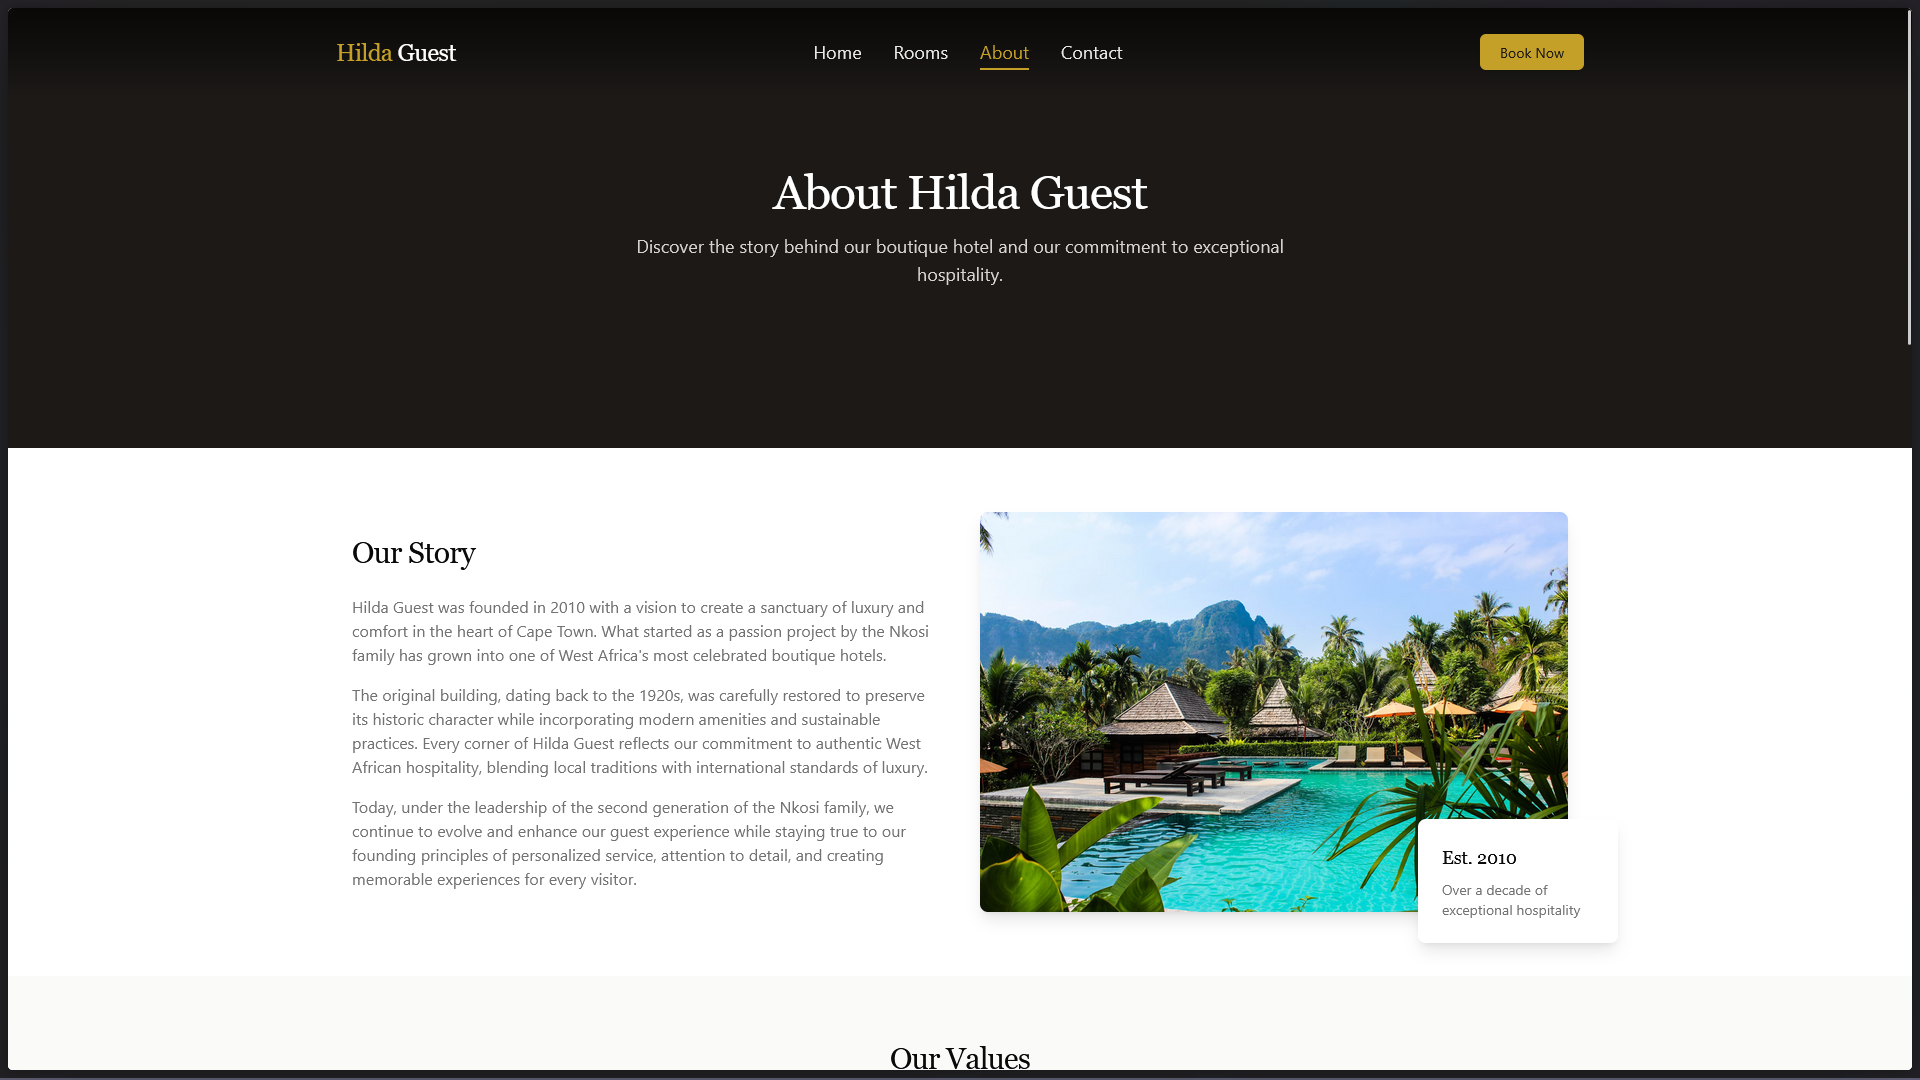 Hilda Guest
Home Rooms About Contact
Book Now
About Hilda Guest
Discover the story behind our boutique hotel and our commitment to exceptional
hospitality.
Our Story
Hilda Guest was founded in 2010 with a vision to create a sanctuary of luxury and
comfort in the heart of Cape Town. What started as a passion project by the Nkosi
family has grown into one of West Africa's most celebrated boutique hotels.
The original building, dating back to the 1920s, was carefully restored to preserve
its historic character while incorporating modern amenities and sustainable
practices. Every corner of Hilda Guest reflects our commitment to authentic West
African hospitality, blending local traditions with international standards of luxury.
Today, under the leadership of the second generation of the Nkosi family, we
continue to evolve and enhance our guest experience while staying true to our
founding principles of personalized service, attention to detail, and creating
memorable experiences for every visitor.
Est. 2010
Over a decade of
exceptional hospitality
Our Values